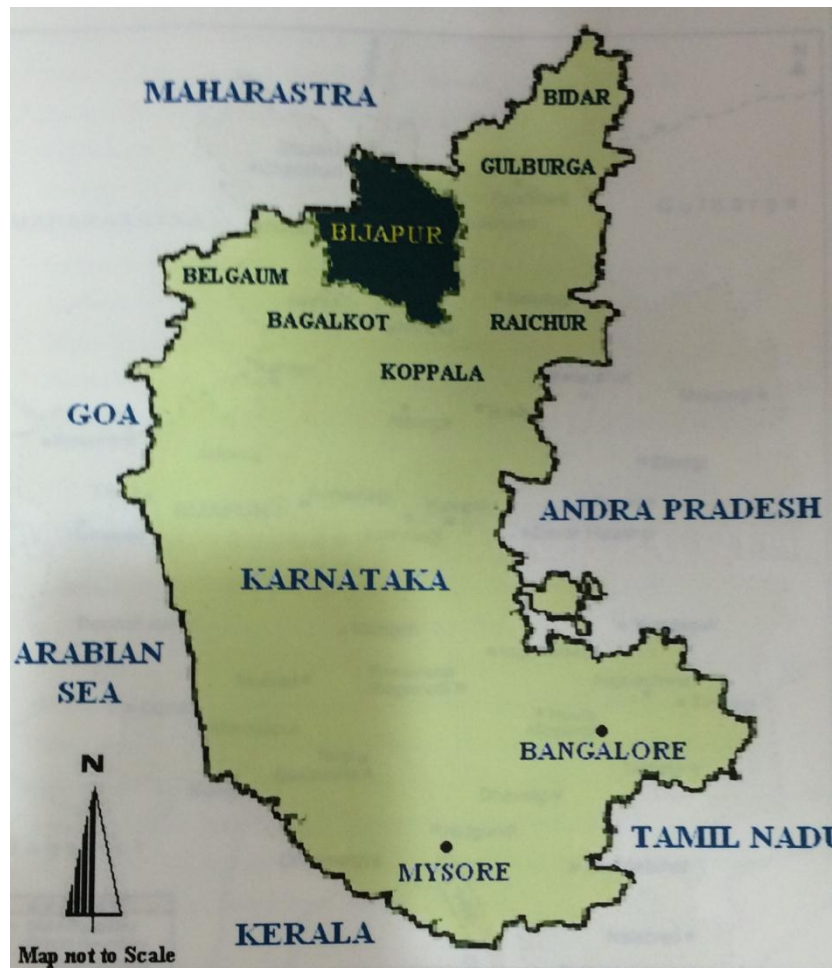 MAHARASTRA
BIDAR
GULBURGA
BIJAPUR
BELGAUM
BAGALKOT
RAICHUR
KOPPALA
GOA
ANDRA PRADESH
KARNATAKA
ARABIAN
SEA
BANGALORE
N
TAMIL NADU
MYSORE
KERALA
Map not to Scale